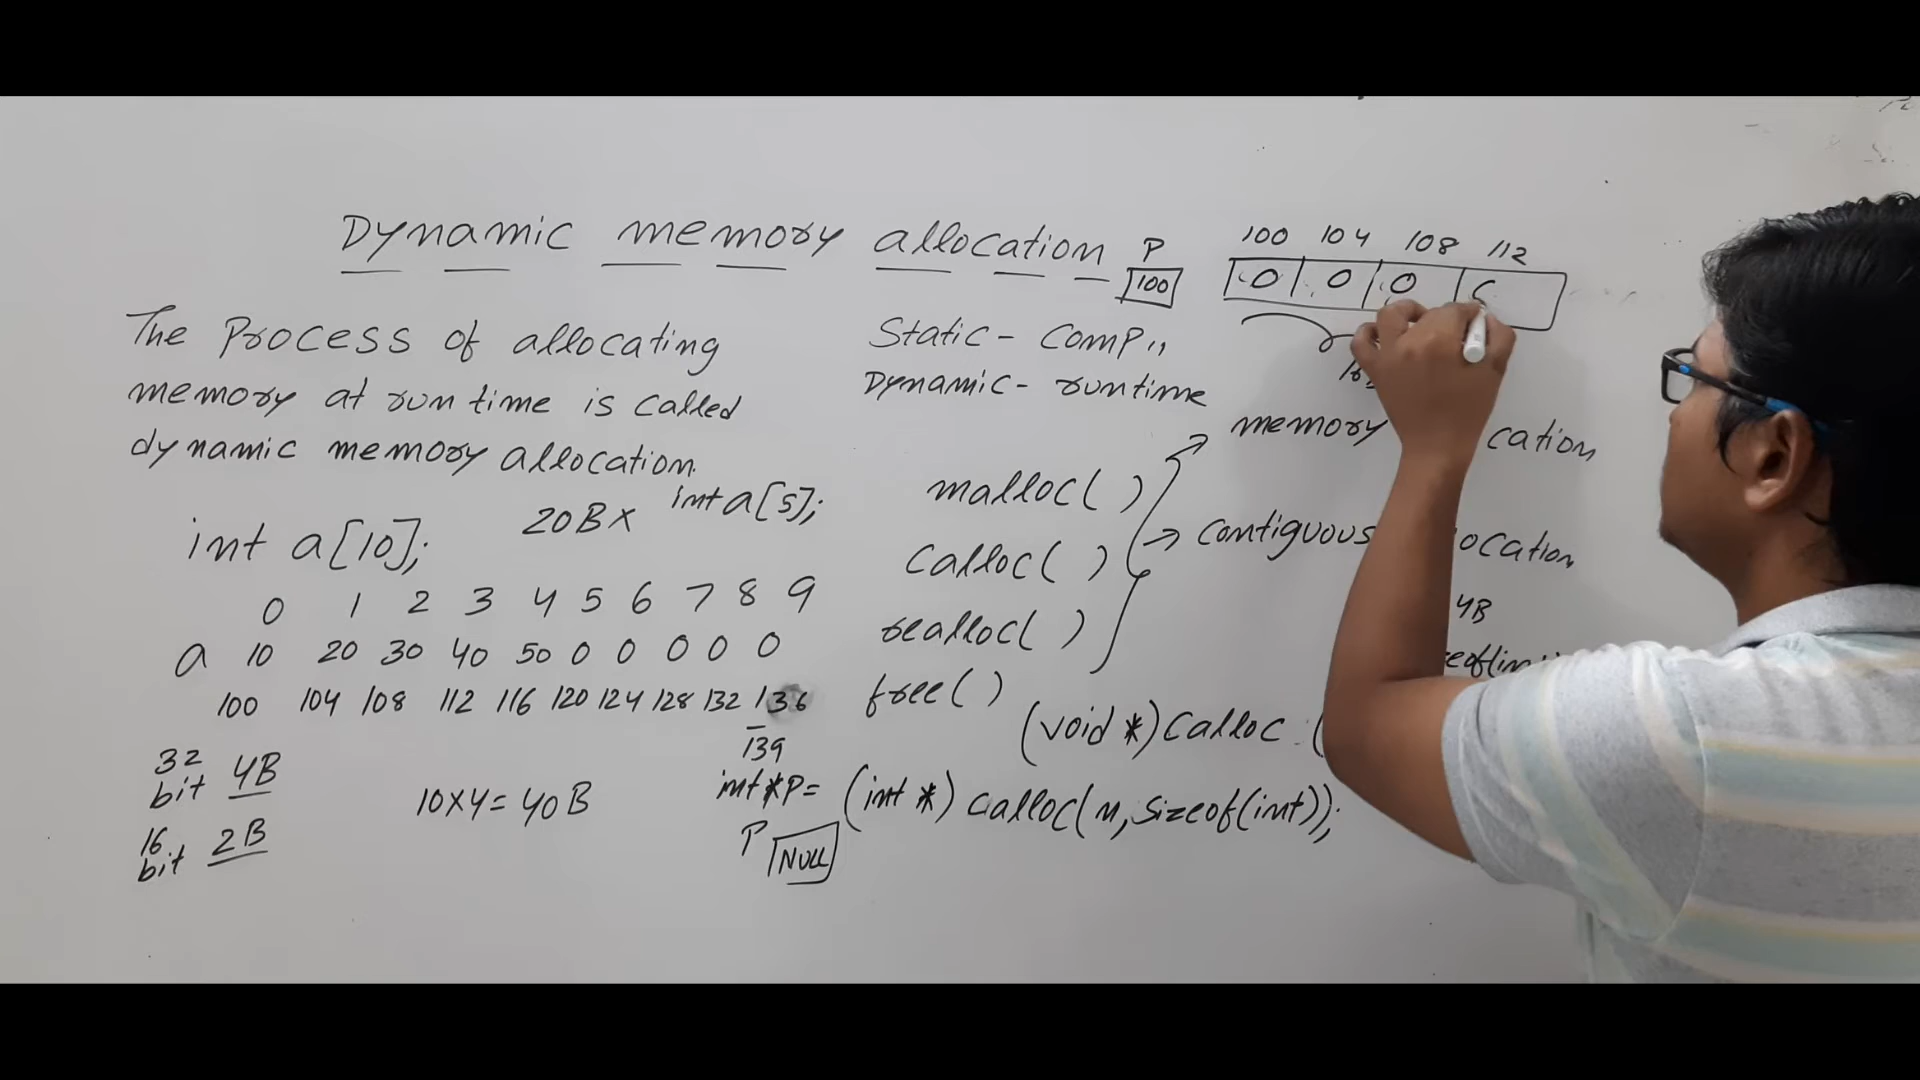 Dynamic memory allocation
The Process of allocating
memory at runtime is called
dynamic memory allocation.
int a[10]; 20B× int a[5];
0 1 2 3 4 5 6 7 8 9
a 10 20 30 40 50 0 0 0 0 0
100 104 108 112 116 120 124 128 132 136
139
32 bit 4B
10×4=40B
16 bit 2B
P
100
100 104 108 112
0 0 0
Static - Comp"
Dynamic - runtime
memory cation
malloc( )
Contiguous location
calloc( )
4B
realloc( )
free( )
(void *) Calloc (
int *P= (int *) calloc(n, sizeof(int));
P NULL